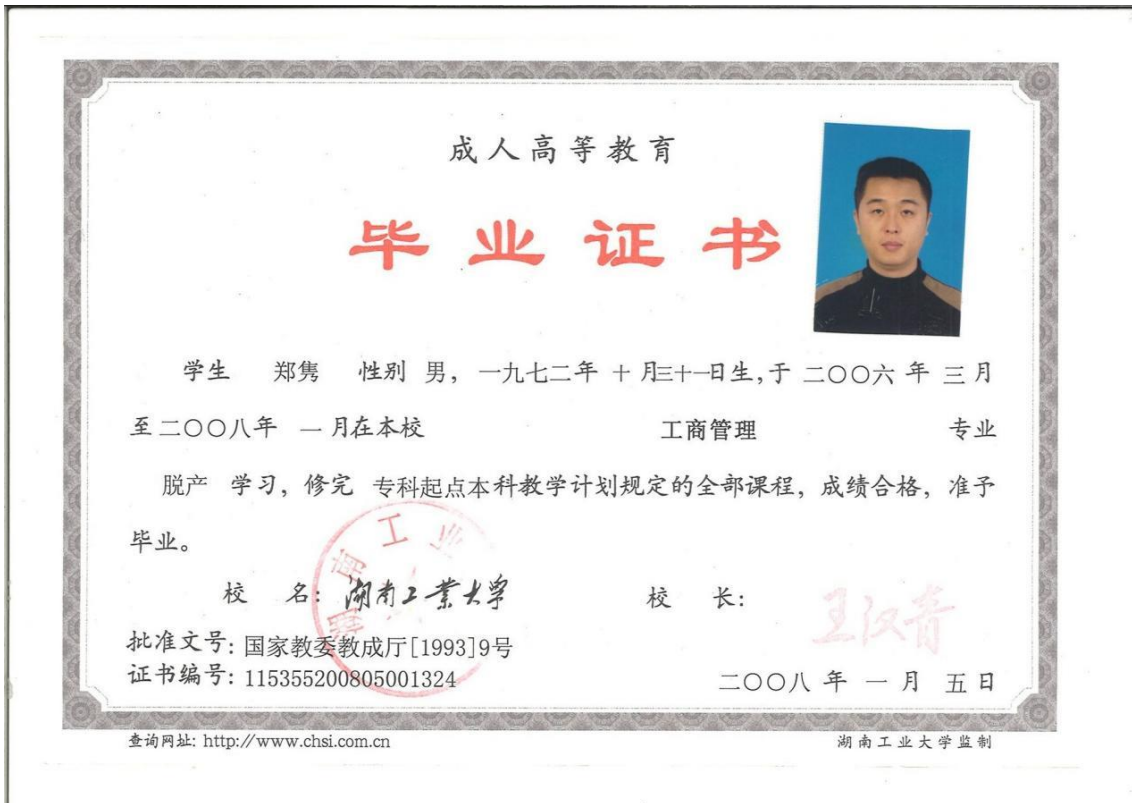 成人高等教育
毕业证书
学生 郑隽 性别 男，一九七二年 十 月三十一日生，于 二〇〇六 年 三 月
至二〇〇八年 一 月在本校 工商管理 专业
脱产 学习，修完 专科起点本科教学计划规定的全部课程，成绩合格，准予
毕业。
校 名：湖南工业大学 校 长：王汉青
湖南工业
批准文号：国家教委教成厅[1993]9号
证书编号：115355200805001324
二〇〇八 年 一 月 五 日
查询网址：http://www.chsi.com.cn 湖南工业大学监制